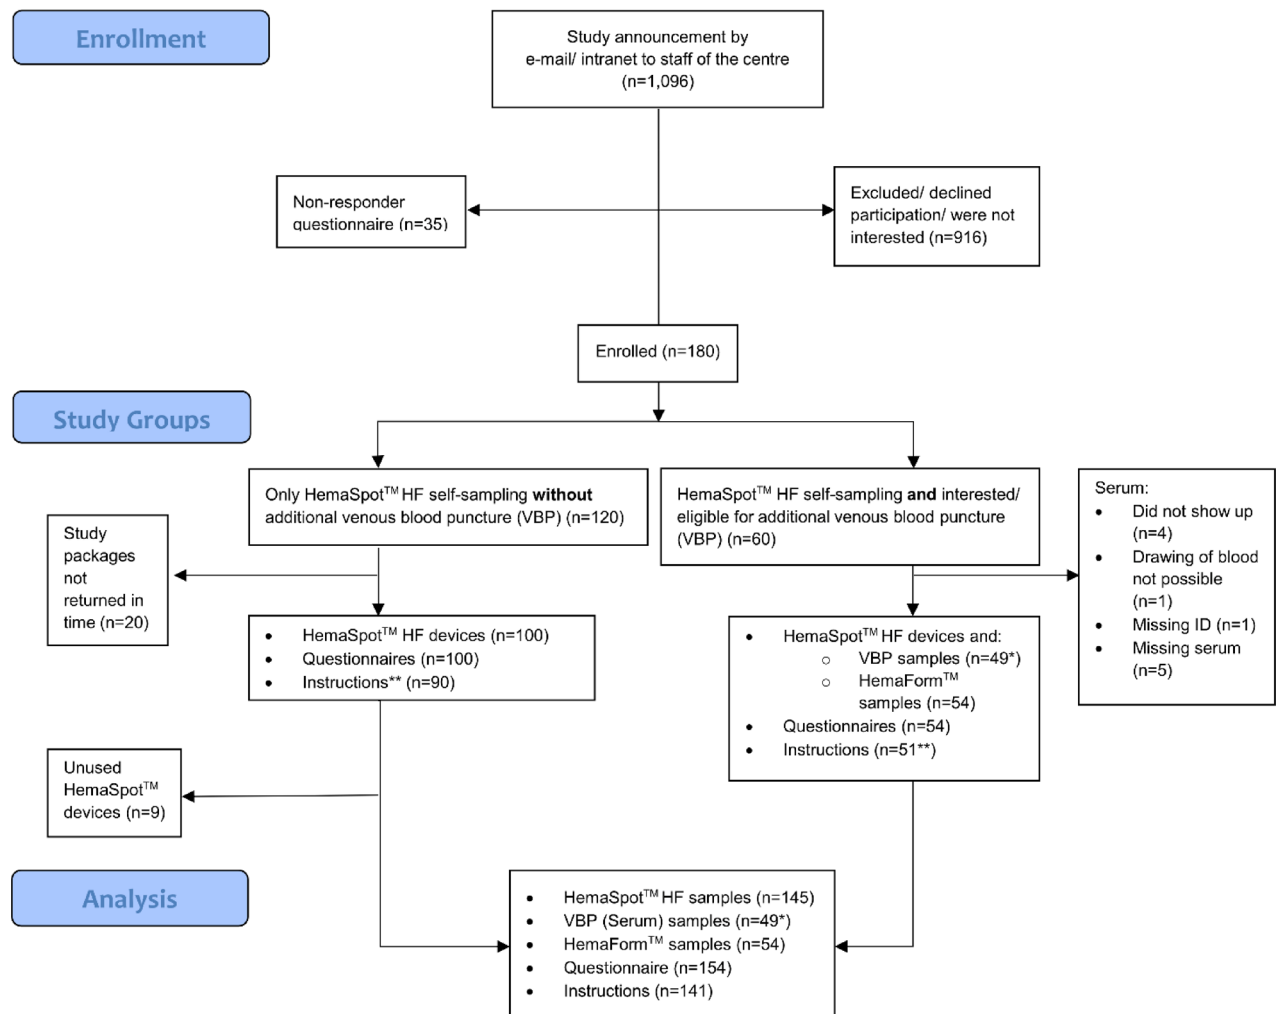 Enrollment
Study announcement by
e-mail/ intranet to staff of the centre
(n=1,096)
Non-responder
questionnaire (n=35)
Excluded/ declined
participation/ were not
interested (n=916)
Enrolled (n=180)
Study Groups
Only HemaSpot™ HF self-sampling without
additional venous blood puncture (VBP) (n=120)
HemaSpot™ HF self-sampling and interested/
eligible for additional venous blood puncture
(VBP) (n=60)
Serum:
• Did not show up
(n=4)
• Drawing of blood
not possible
(n=1)
• Missing ID (n=1)
• Missing serum
(n=5)
Study
packages
not
returned in
time (n=20)
• HemaSpot™ HF devices (n=100)
• Questionnaires (n=100)
• Instructions** (n=90)
• HemaSpot™ HF devices and:
○ VBP samples (n=49*)
○ HemaForm™
samples (n=54)
• Questionnaires (n=54)
• Instructions (n=51**)
Unused
HemaSpot™
devices (n=9)
Analysis
• HemaSpot™ HF samples (n=145)
• VBP (Serum) samples (n=49*)
• HemaForm™ samples (n=54)
• Questionnaire (n=154)
• Instructions (n=141)